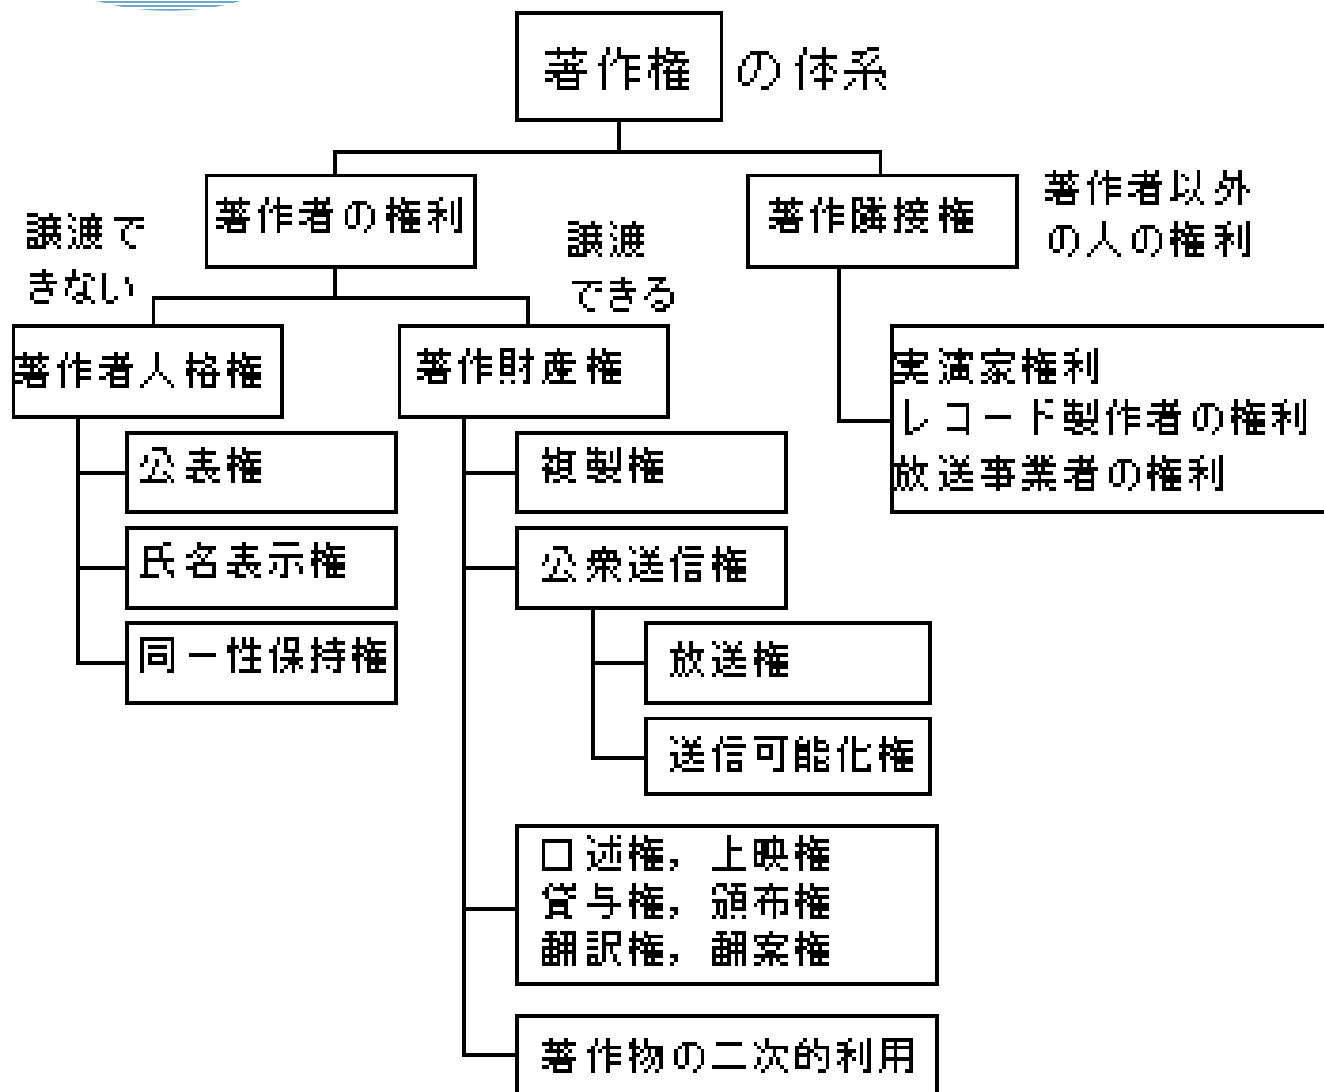 著作権の体系
著作者の権利
著作隣接権
著作者以外
の人の権利
譲渡で
きない
譲渡
できる
著作者人格権
著作財産権
実演家権利
レコード製作者の権利
放送事業者の権利
公表権
氏名表示権
同一性保持権
複製権
公衆送信権
放送権
送信可能化権
口述権，上映権
貸与権，頒布権
翻訳権，翻案権
著作物の二次的利用